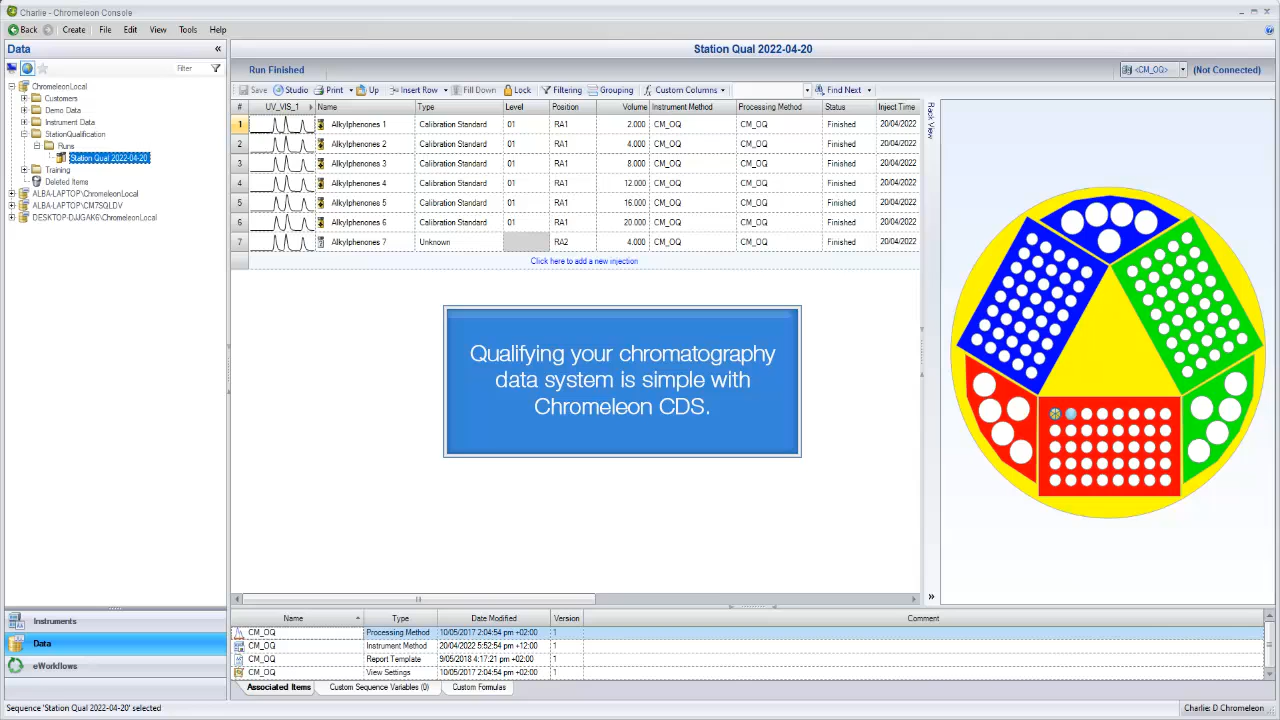 Charlie - Chromeleon Console
Back Create File Edit View Tools Help
Data «
Filter
ChromeleonLocal
Customers
Demo Data
Instrument Data
StationQualification
Runs
Station Qual 2022-04-20
Training
Deleted Items
ALBA-LAPTOP\ChromeleonLocal
ALBA-LAPTOP\CM7SQLDV
DESKTOP-DJJGAK6\ChromeleonLocal
Instruments
Data
eWorkflows
Station Qual 2022-04-20
Run Finished <CM_OQ> (Not Connected)
Save Studio Print Up Insert Row Fill Down Lock Filtering Grouping Custom Columns Find Next
# UV_VIS_1 Name Type Level Position Volume Instrument Method Processing Method Status Inject Time
1 Alkylphenones 1 Calibration Standard 01 RA1 2.000 CM_OQ CM_OQ Finished 20/04/2022
2 Alkylphenones 2 Calibration Standard 01 RA1 4.000 CM_OQ CM_OQ Finished 20/04/2022
3 Alkylphenones 3 Calibration Standard 01 RA1 8.000 CM_OQ CM_OQ Finished 20/04/2022
4 Alkylphenones 4 Calibration Standard 01 RA1 12.000 CM_OQ CM_OQ Finished 20/04/2022
5 Alkylphenones 5 Calibration Standard 01 RA1 16.000 CM_OQ CM_OQ Finished 20/04/2022
6 Alkylphenones 6 Calibration Standard 01 RA1 20.000 CM_OQ CM_OQ Finished 20/04/2022
7 Alkylphenones 7 Unknown RA2 4.000 CM_OQ CM_OQ Finished 20/04/2022
Click here to add a new injection
Rack View
»
Qualifying your chromatography
data system is simple with
Chromeleon CDS.
Name Type Date Modified Version Comment
CM_OQ Processing Method 10/05/2017 2:04:54 pm +02:00 1
CM_OQ Instrument Method 20/04/2022 5:52:54 pm +12:00 1
CM_OQ Report Template 9/05/2018 4:17:21 pm +02:00 1
CM_OQ View Settings 10/05/2017 2:04:54 pm +02:00 1
Associated Items Custom Sequence Variables (0) Custom Formulas
Sequence 'Station Qual 2022-04-20' selected Charlie: D Chromeleon